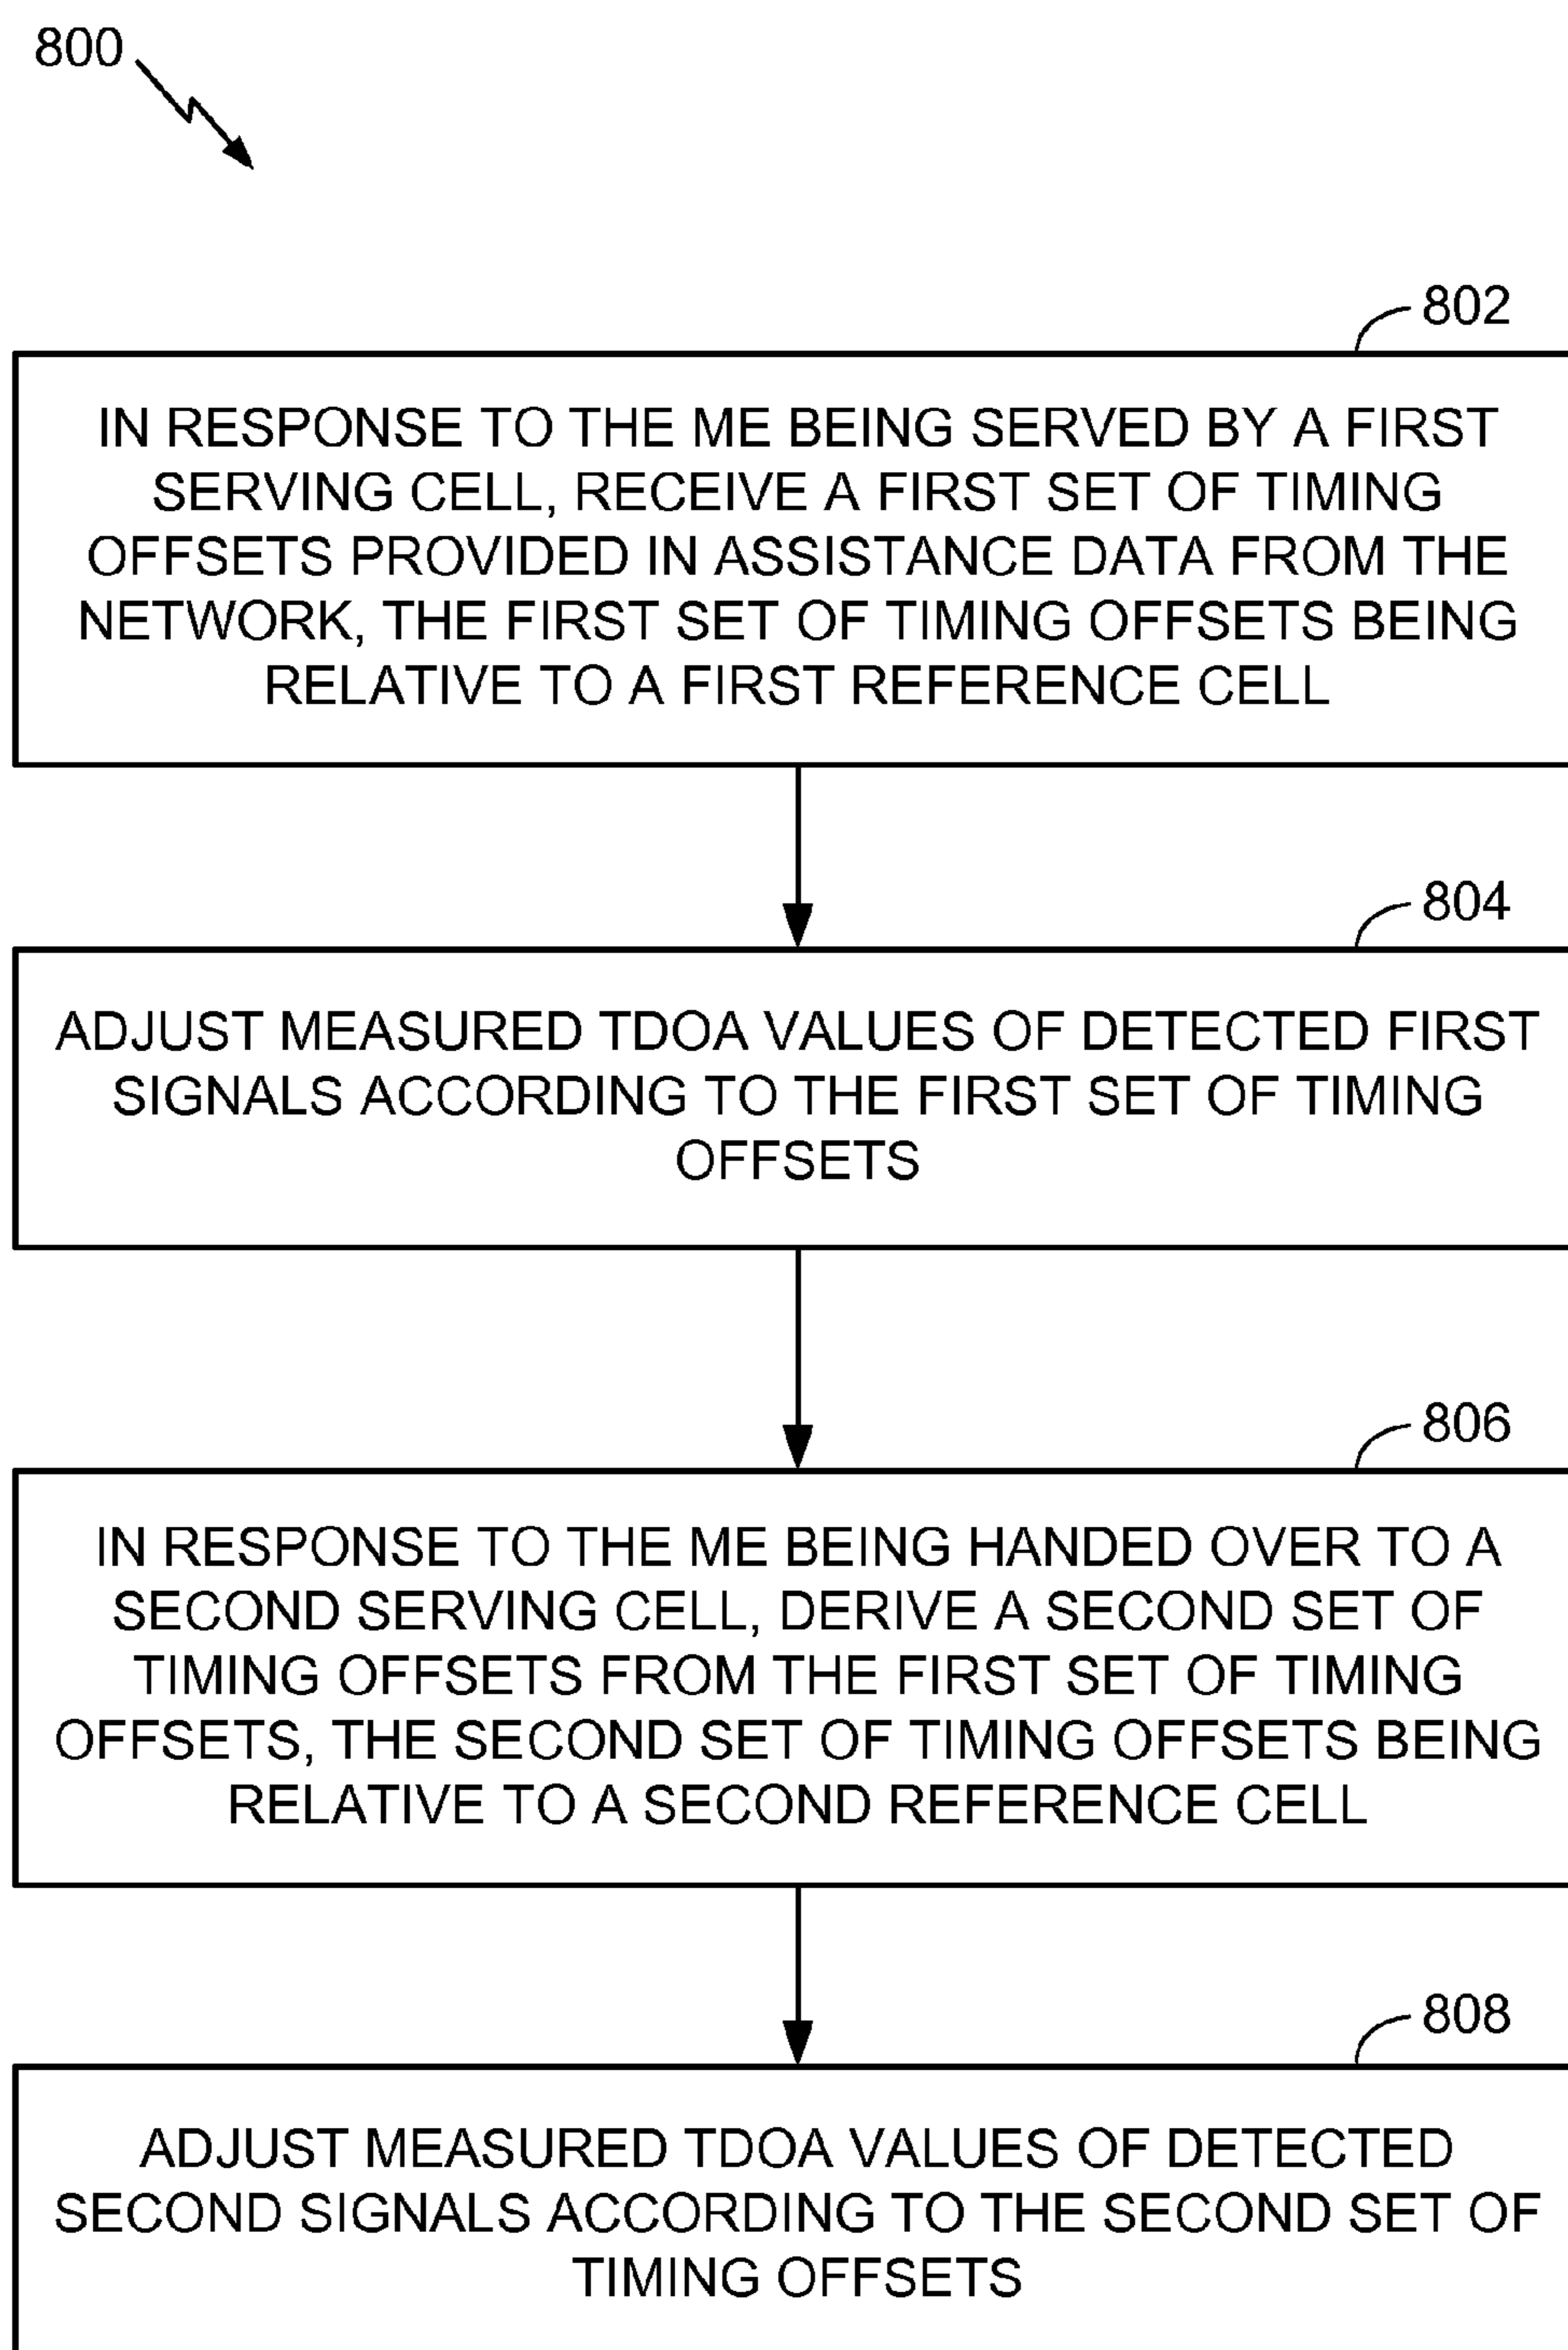 800
802
IN RESPONSE TO THE ME BEING SERVED BY A FIRST
SERVING CELL, RECEIVE A FIRST SET OF TIMING
OFFSETS PROVIDED IN ASSISTANCE DATA FROM THE
NETWORK, THE FIRST SET OF TIMING OFFSETS BEING
RELATIVE TO A FIRST REFERENCE CELL
804
ADJUST MEASURED TDOA VALUES OF DETECTED FIRST
SIGNALS ACCORDING TO THE FIRST SET OF TIMING
OFFSETS
806
IN RESPONSE TO THE ME BEING HANDED OVER TO A
SECOND SERVING CELL, DERIVE A SECOND SET OF
TIMING OFFSETS FROM THE FIRST SET OF TIMING
OFFSETS, THE SECOND SET OF TIMING OFFSETS BEING
RELATIVE TO A SECOND REFERENCE CELL
808
ADJUST MEASURED TDOA VALUES OF DETECTED
SECOND SIGNALS ACCORDING TO THE SECOND SET OF
TIMING OFFSETS